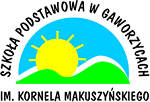 SZKOŁA PODSTAWOWA W GAWORZYCACH
IM. KORNELA MAKUSZYŃSKIEGO